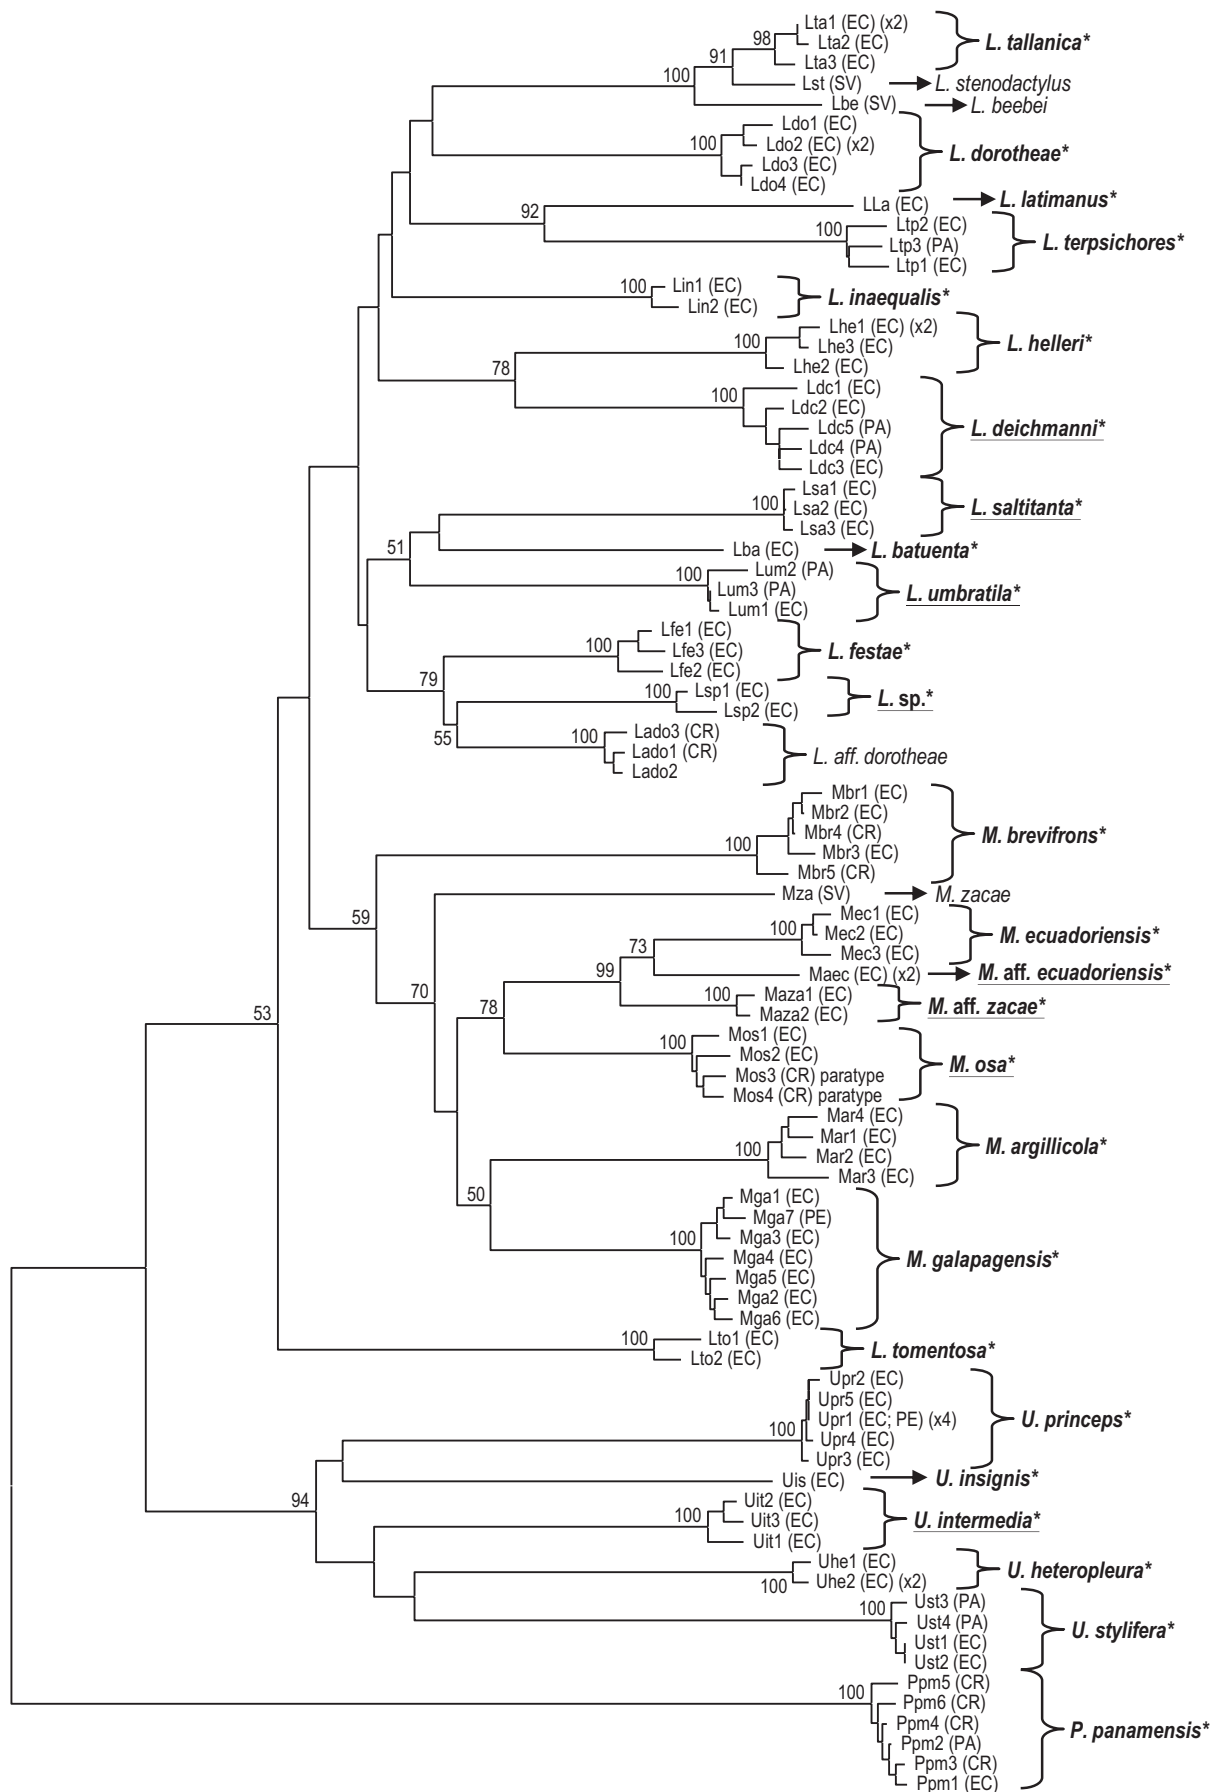 Lta1 (EC) (x2)
98 Lta2 (EC) L. tallanica*
91 Lta3 (EC)
100 Lst (SV) L. stenodactylus
Lbe (SV) L. beebei
Ldo1 (EC)
100 Ldo2 (EC) (x2) L. dorotheae*
Ldo3 (EC)
Ldo4 (EC)
92 LLa (EC) L. latimanus*
100 Ltp2 (EC)
Ltp3 (PA) L. terpsichores*
Ltp1 (EC)
100 Lin1 (EC) L. inaequalis*
Lin2 (EC)
Lhe1 (EC) (x2)
100 Lhe3 (EC) L. helleri*
78 Lhe2 (EC)
100 Ldc1 (EC)
Ldc2 (EC)
Ldc5 (PA) L. deichmanni*
Ldc4 (PA)
Ldc3 (EC)
100 Lsa1 (EC)
Lsa2 (EC) L. saltitanta*
Lsa3 (EC)
51 Lba (EC) L. batuenta*
100 Lum2 (PA)
Lum3 (PA) L. umbratila*
Lum1 (EC)
100 Lfe1 (EC)
Lfe3 (EC) L. festae*
79 Lfe2 (EC)
100 Lsp1 (EC) L. sp.*
Lsp2 (EC)
55 100 Lado3 (CR)
Lado1 (CR) L. aff. dorotheae
Lado2
Mbr1 (EC)
Mbr2 (EC)
100 Mbr4 (CR) M. brevifrons*
Mbr3 (EC)
Mbr5 (CR)
59 Mza (SV) M. zacae
Mec1 (EC)
100 Mec2 (EC) M. ecuadoriensis*
73 Mec3 (EC)
99 Maec (EC) (x2) M. aff. ecuadoriensis*
70 100 Maza1 (EC) M. aff. zacae*
78 Maza2 (EC)
53 100 Mos1 (EC)
Mos2 (EC) M. osa*
Mos3 (CR) paratype
Mos4 (CR) paratype
Mar4 (EC)
100 Mar1 (EC) M. argillicola*
Mar2 (EC)
Mar3 (EC)
50 Mga1 (EC)
Mga7 (PE)
100 Mga3 (EC)
Mga4 (EC) M. galapagensis*
Mga5 (EC)
Mga2 (EC)
Mga6 (EC)
100 Lto1 (EC) L. tomentosa*
Lto2 (EC)
Upr2 (EC)
Upr5 (EC)
Upr1 (EC; PE) (x4) U. princeps*
100 Upr4 (EC)
Upr3 (EC)
Uis (EC) U. insignis*
94 Uit2 (EC)
100 Uit3 (EC) U. intermedia*
Uit1 (EC)
Uhe1 (EC) U. heteropleura*
100 Uhe2 (EC) (x2)
100 Ust3 (PA)
Ust4 (PA) U. stylifera*
Ust1 (EC)
Ust2 (EC)
100 Ppm5 (CR)
Ppm6 (CR)
Ppm4 (CR) P. panamensis*
Ppm2 (PA)
Ppm3 (CR)
Ppm1 (EC)